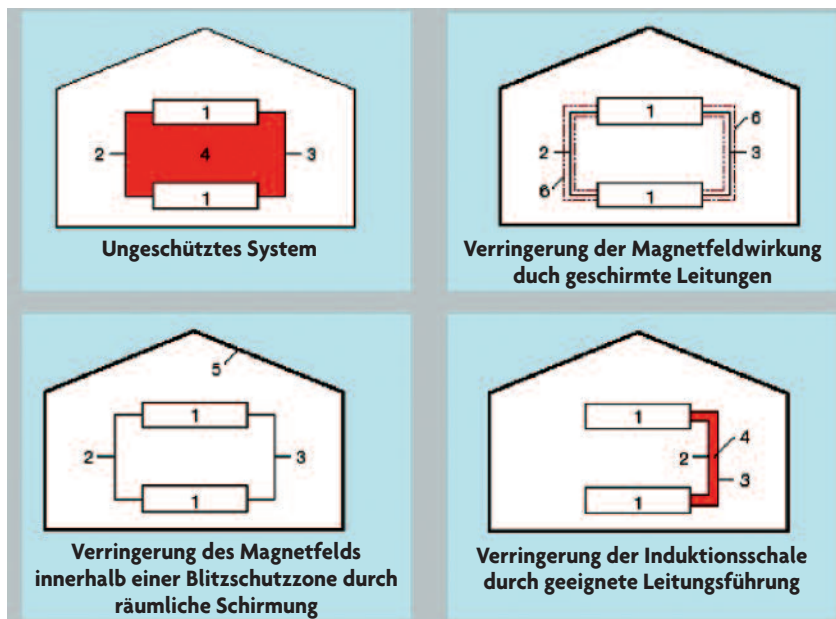 1
2
4
3
1
Ungeschütztes System
1
6
2
3
6
1
Verringerung der Magnetfeldwirkung
duch geschirmte Leitungen
5
1
2
3
1
Verringerung des Magnetfelds
innerhalb einer Blitzschutzzone durch
räumliche Schirmung
1
4
2
3
1
Verringerung der Induktionsschale
durch geeignete Leitungsführung